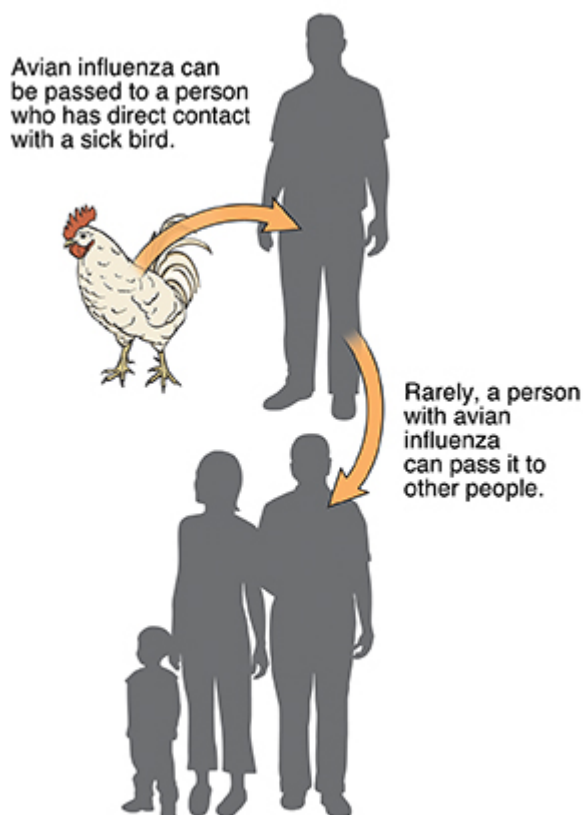 Avian influenza can
be passed to a person
who has direct contact
with a sick bird.
Rarely, a person
with avian
influenza
can pass it to
other people.